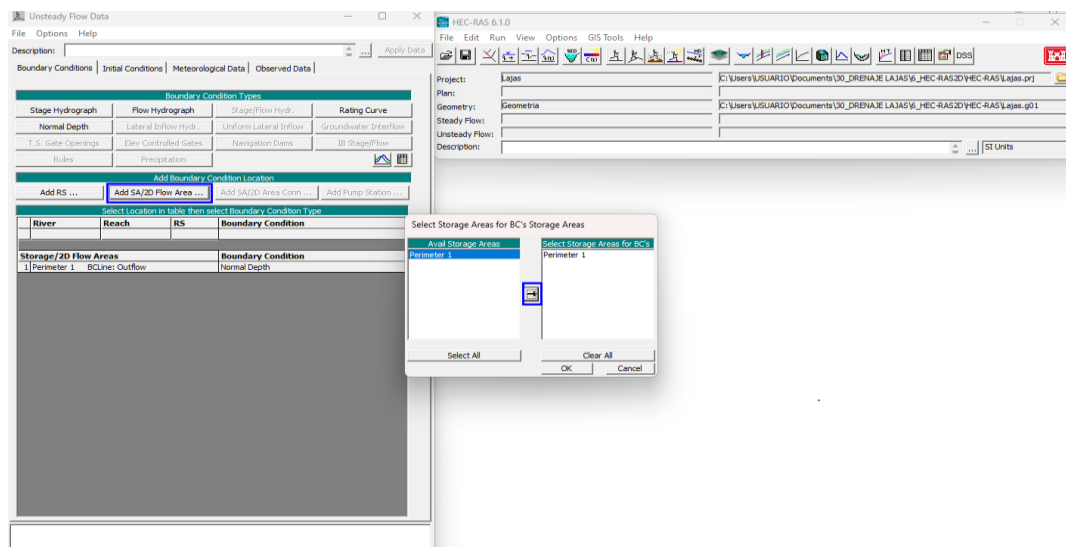 Unsteady Flow Data
File Options Help
Description: ... Apply Data
Boundary Conditions Initial Conditions Meteorological Data Observed Data
Boundary Condition Types
Stage Hydrograph Flow Hydrograph Stage/Flow Hydr. Rating Curve
Normal Depth Lateral Inflow Hydr. Uniform Lateral Inflow Groundwater Interflow
T.S. Gate Openings Elev Controlled Gates Navigation Dams IB Stage/Flow
Rules Precipitation
Add Boundary Condition Location
Add RS ... Add SA/2D Flow Area ... Add SA/2D Area Conn ... Add Pump Station ...
Select Location in table then select Boundary Condition Type
River Reach RS Boundary Condition
Storage/2D Flow Areas Boundary Condition
1 Perimeter 1 BCLine: Outflow Normal Depth
HEC-RAS 6.1.0
File Edit Run View Options GIS Tools Help
DSS
Project: Lajas C:\Users\USUARIO\Documents\30_DRENAJE LAJAS\6_HEC-RAS2D\HEC-RAS\Lajas.prj
Plan:
Geometry: Geometria C:\Users\USUARIO\Documents\30_DRENAJE LAJAS\6_HEC-RAS2D\HEC-RAS\Lajas.g01
Steady Flow:
Unsteady Flow:
Description: ... SI Units
Select Storage Areas for BC's Storage Areas
Avail Storage Areas Select Storage Areas for BC's
Perimeter 1 Perimeter 1
Select All Clear All
OK Cancel